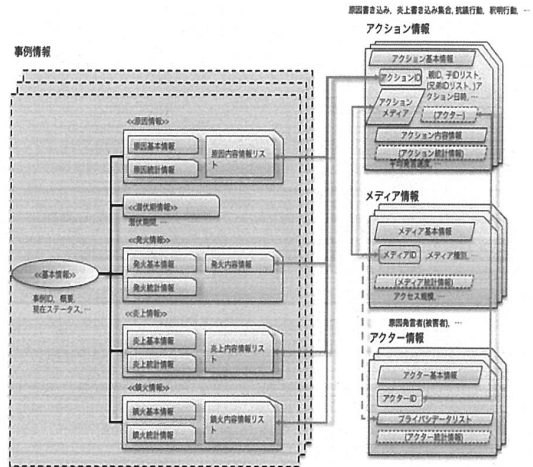 原因書き込み, 炎上書き込み集合, 抗議行動, 釈明行動, …
アクション情報
アクション基本情報
アクションID
,親ID, 子IDリスト,
(兄弟IDリスト, )ア
クション日時, …
アクション
メディア
(アクター)
アクション内容情報
(アクション統計情報)
平均発言速度, …
メディア情報
メディア基本情報
メディアID
,メディア種別, …
(メディア統計情報)
アクセス規模, …
原因発言者(被害者), …
アクター情報
アクター基本情報
アクターID
プライバシデータリスト
(アクター統計情報)
事例情報
<<基本情報>>
事例ID, 概要,
現在ステータス, …
<<原因情報>>
原因基本情報
原因統計情報
原因内容情報リス
ト
<<潜伏期情報>>
潜伏期間, …
<<発火情報>>
発火基本情報
発火統計情報
発火内容情報
<<炎上情報>>
炎上基本情報
炎上統計情報
炎上内容情報リス
ト
<<鎮火情報>>
鎮火基本情報
鎮火統計情報
鎮火内容情報リス
ト